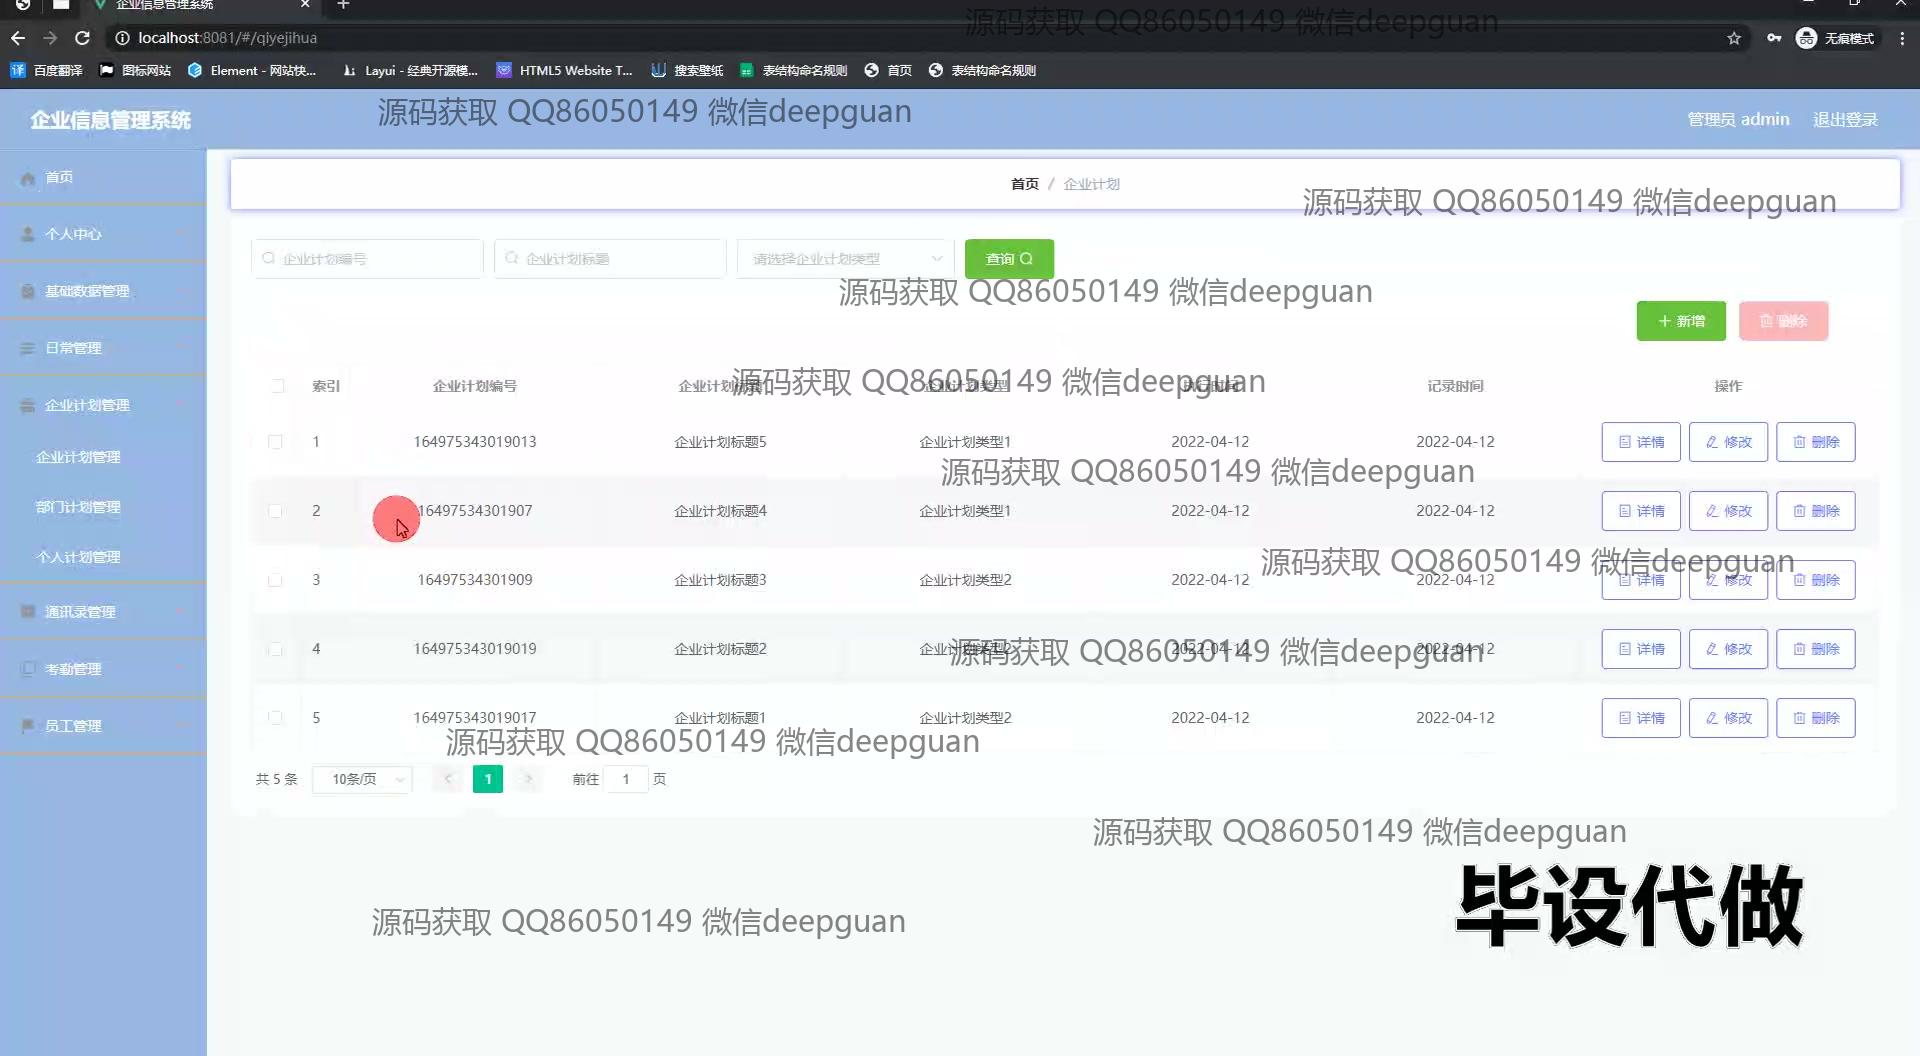 企业信息管理系统
localhost:8081/#/qiyejihua
无痕模式
百度翻译 图标网站 Element - 网站快... Layui - 经典开源模... HTML5 Website T... 搜索壁纸 表结构命名规则 首页 表结构命名规则
源码获取 QQ86050149 微信deepguan
企业信息管理系统
源码获取 QQ86050149 微信deepguan
管理员 admin 退出登录
首页
个人中心
基础数据管理
日常管理
企业计划管理
企业计划管理
部门计划管理
个人计划管理
通讯录管理
考勤管理
员工管理
首页 / 企业计划
源码获取 QQ86050149 微信deepguan
企业计划编号 企业计划标题 请选择企业计划类型 查询
源码获取 QQ86050149 微信deepguan
新增 删除
索引 企业计划编号 企业计划标题 企业计划类型 执行时间 记录时间 操作
源码获取 QQ86050149 微信deepguan
1 164975343019013 企业计划标题5 企业计划类型1 2022-04-12 2022-04-12 详情 修改 删除
源码获取 QQ86050149 微信deepguan
2 16497534301907 企业计划标题4 企业计划类型1 2022-04-12 2022-04-12 详情 修改 删除
源码获取 QQ86050149 微信deepguan
3 16497534301909 企业计划标题3 企业计划类型2 2022-04-12 2022-04-12 详情 修改 删除
4 164975343019019 企业计划标题2 企业计划类型2 2022-04-12 2022-04-12 详情 修改 删除
源码获取 QQ86050149 微信deepguan
5 164975343019017 企业计划标题1 企业计划类型2 2022-04-12 2022-04-12 详情 修改 删除
源码获取 QQ86050149 微信deepguan
共 5 条 10条/页 1 前往 1 页
源码获取 QQ86050149 微信deepguan
毕设代做
源码获取 QQ86050149 微信deepguan